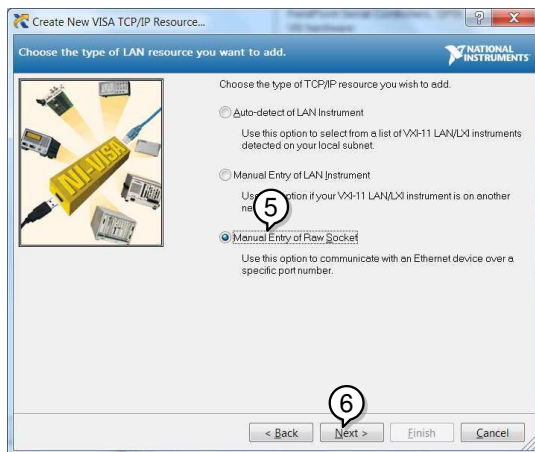 Create New VISA TCP/IP Resource...
Choose the type of LAN resource you want to add.
NATIONAL
INSTRUMENTS
NI-VISA
Choose the type of TCP/IP resource you wish to add.
Auto-detect of LAN Instrument
Use this option to select from a list of VXI-11 LAN/LXI instruments
detected on your local subnet.
Manual Entry of LAN Instrument
Use option if your VXI-11 LAN/LXI instrument is on another
5
Manual Entry of Raw Socket
Use this option to communicate with an Ethernet device over a
specific port number.
6
< Back
Next >
Finish
Cancel